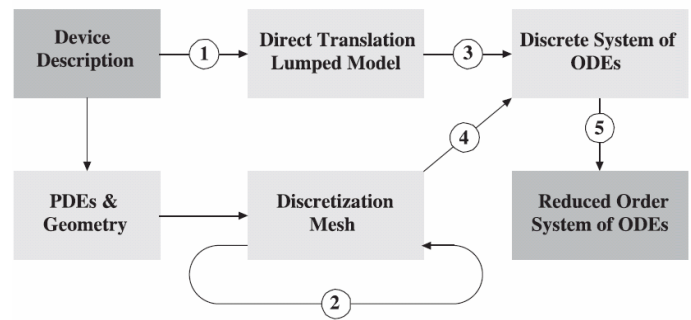 Device
Description
1
Direct Translation
Lumped Model
3
Discrete System of
ODEs
4
5
PDEs &
Geometry
Discretization
Mesh
Reduced Order
System of ODEs
2